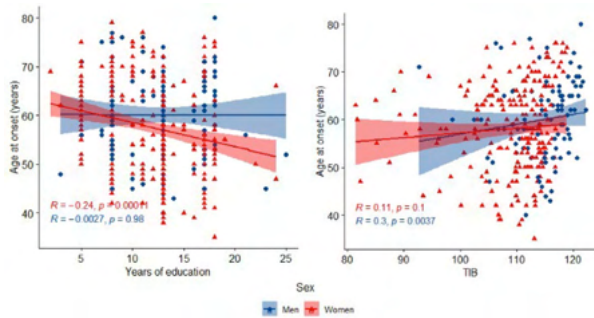 Age at onset (years)
80
70
60
50
40
R = −0.24, p = 0.00011
R = −0.0027, p = 0.98
5
10
15
20
25
Years of education
Age at onset (years)
80
70
60
50
40
R = 0.11, p = 0.1
R = 0.3, p = 0.0037
90
100
110
120
TIB
Sex
Men
Women